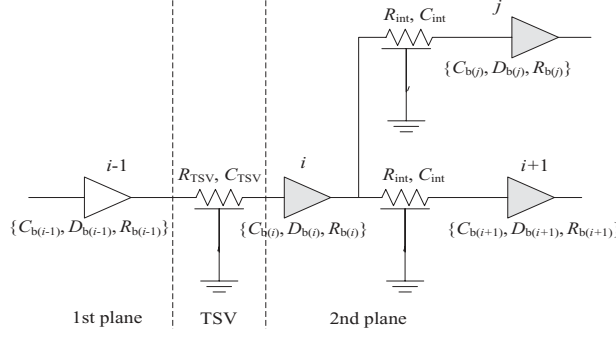 j
R_int, C_int
{C_b(j), D_b(j), R_b(j)}
i-1
R_TSV, C_TSV
i
R_int, C_int
i+1
{C_b(i-1), D_b(i-1), R_b(i-1)}
{C_b(i), D_b(i), R_b(i)}
{C_b(i+1), D_b(i+1), R_b(i+1)}
1st plane
TSV
2nd plane